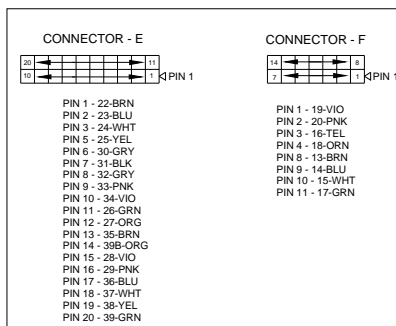 CONNECTOR - E
20 11
10 1 PIN 1
PIN 1 - 22-BRN
PIN 2 - 23-BLU
PIN 3 - 24-WHT
PIN 5 - 25-YEL
PIN 6 - 30-GRY
PIN 7 - 31-BLK
PIN 8 - 32-GRY
PIN 9 - 33-PNK
PIN 10 - 34-VIO
PIN 11 - 26-GRN
PIN 12 - 27-ORG
PIN 13 - 35-BRN
PIN 14 - 39B-ORG
PIN 15 - 28-VIO
PIN 16 - 29-PNK
PIN 17 - 36-BLU
PIN 18 - 37-WHT
PIN 19 - 38-YEL
PIN 20 - 39-GRN
CONNECTOR - F
14 8
7 1 PIN 1
PIN 1 - 19-VIO
PIN 2 - 20-PNK
PIN 3 - 16-TEL
PIN 4 - 18-ORN
PIN 8 - 13-BRN
PIN 9 - 14-BLU
PIN 10 - 15-WHT
PIN 11 - 17-GRN